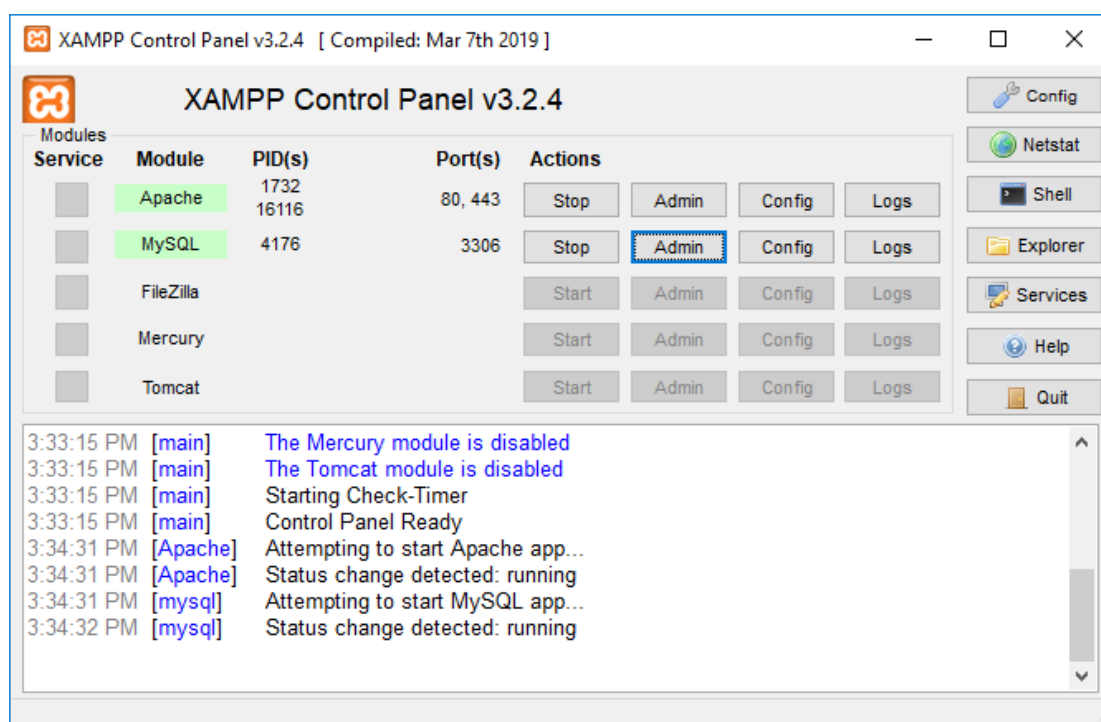 XAMPP Control Panel v3.2.4 [ Compiled: Mar 7th 2019 ]
XAMPP Control Panel v3.2.4
Config
Modules
Service Module PID(s) Port(s) Actions
Netstat
Apache 1732 16116 80, 443 Stop Admin Config Logs
Shell
MySQL 4176 3306 Stop Admin Config Logs
Explorer
FileZilla Start Admin Config Logs
Services
Mercury Start Admin Config Logs
Help
Tomcat Start Admin Config Logs
Quit
3:33:15 PM [main] The Mercury module is disabled
3:33:15 PM [main] The Tomcat module is disabled
3:33:15 PM [main] Starting Check-Timer
3:33:15 PM [main] Control Panel Ready
3:34:31 PM [Apache] Attempting to start Apache app...
3:34:31 PM [Apache] Status change detected: running
3:34:31 PM [mysql] Attempting to start MySQL app...
3:34:32 PM [mysql] Status change detected: running